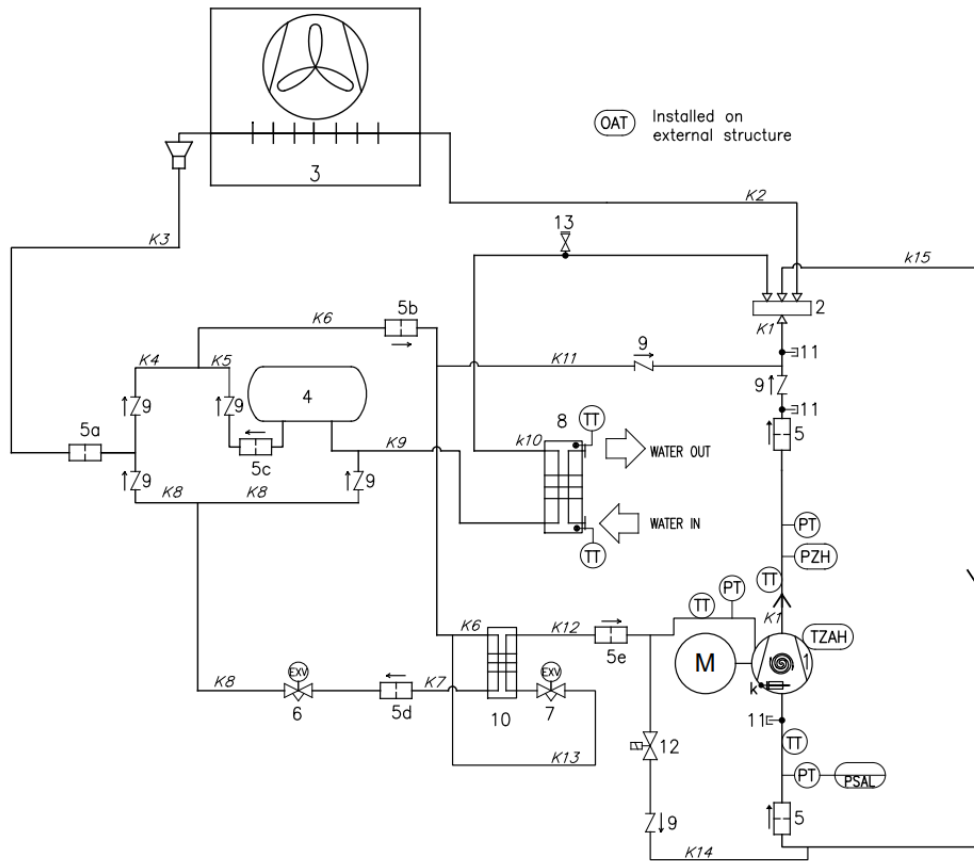 OAT Installed on
external structure
3
K2
13
k15
K3
2
K1
5b
K6
11
9
K11
K4 K5
9
9 9
4
11
8 TT
5
5a
5c
K9
k10
WATER OUT
9 9
K8 K8
WATER IN
PT
TT
PZH
PT
TT
TT
K1
K6 K12
TZAH
5e
M
1
EXV
K7
EXV
k
K8
6
5d
10
7
11
12
TT
K13
PT PSAL
9
5
K14